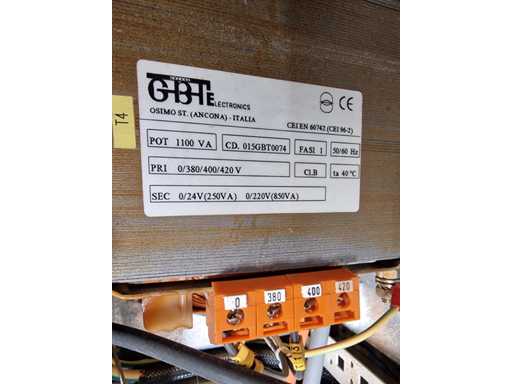 GBTE ELECTRONICS
OSIMO ST. (ANCONA) - ITALIA
CE
CEI EN 60742 (CEI 96-2)
POT 1100 VA
CD. 015GBT0074
FASI 1
50/60 Hz
PRI 0/380/400/420 V
Cl.B
ta 40 °C
SEC 0/24V(250VA) 0/220V(850VA)
T4
0
380
400
420